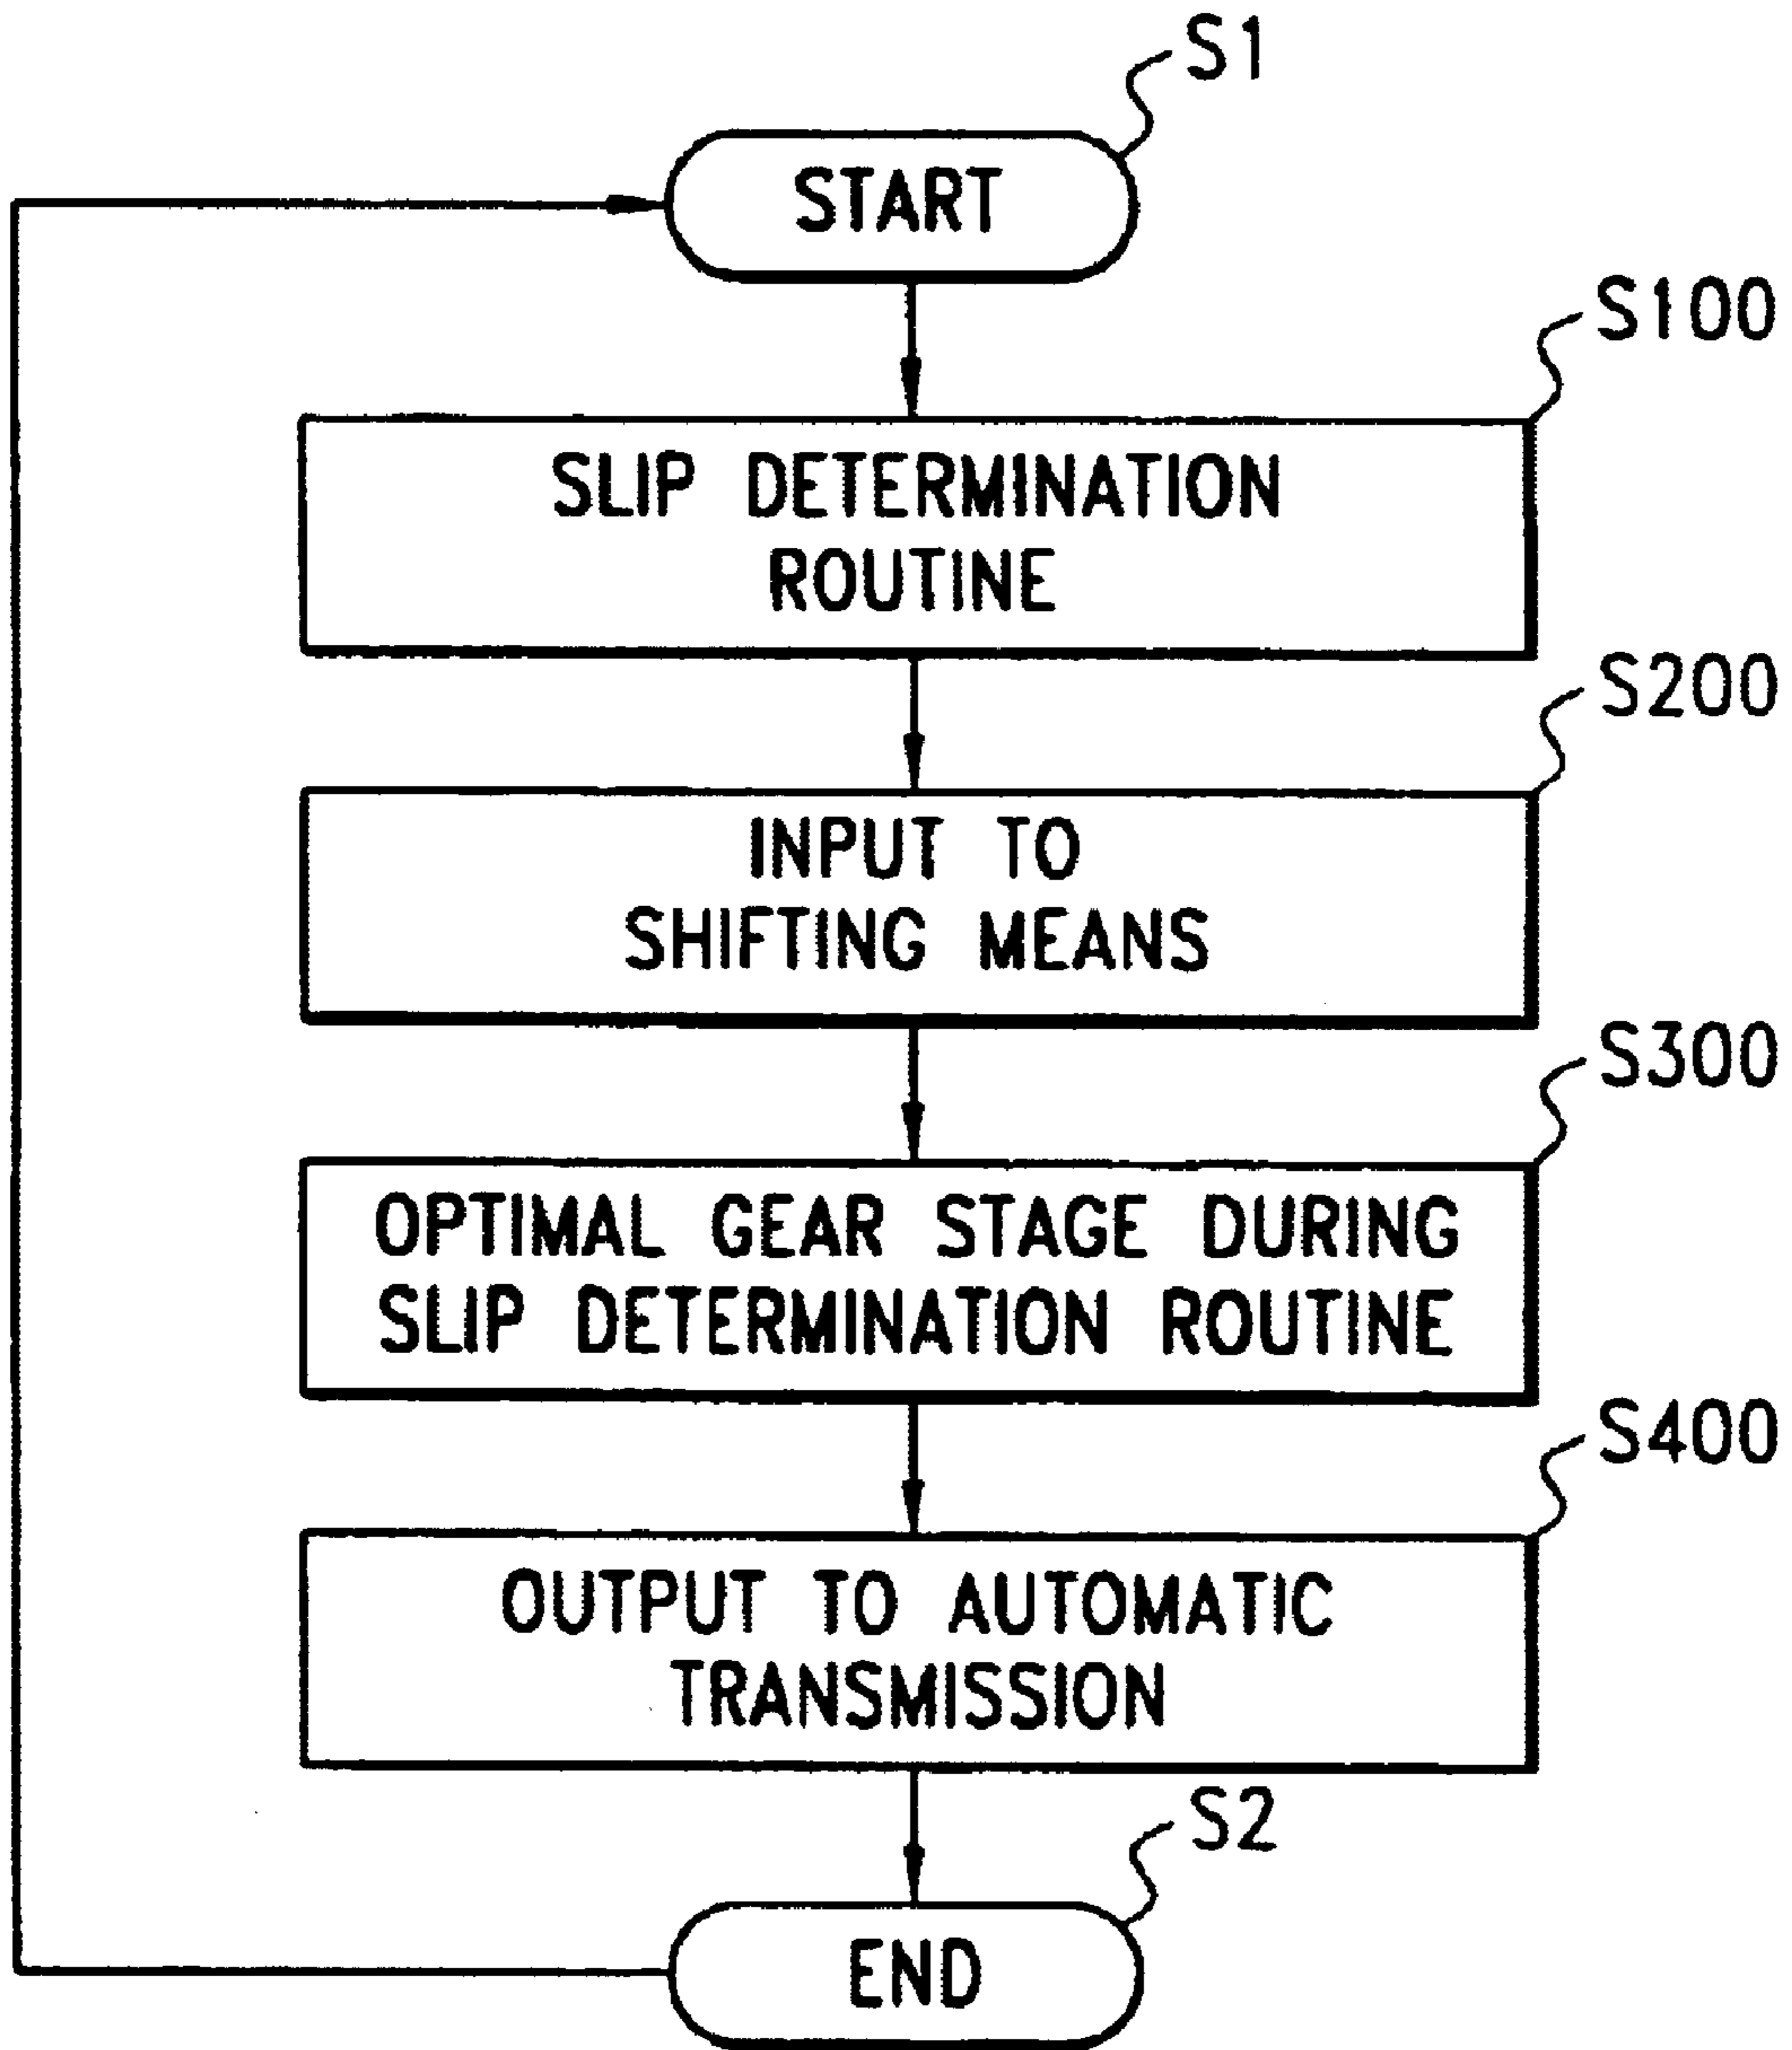 S1
START
S100
SLIP DETERMINATION
ROUTINE
S200
INPUT TO
SHIFTING MEANS
S300
OPTIMAL GEAR STAGE DURING
SLIP DETERMINATION ROUTINE
S400
OUTPUT TO AUTOMATIC
TRANSMISSION
S2
END